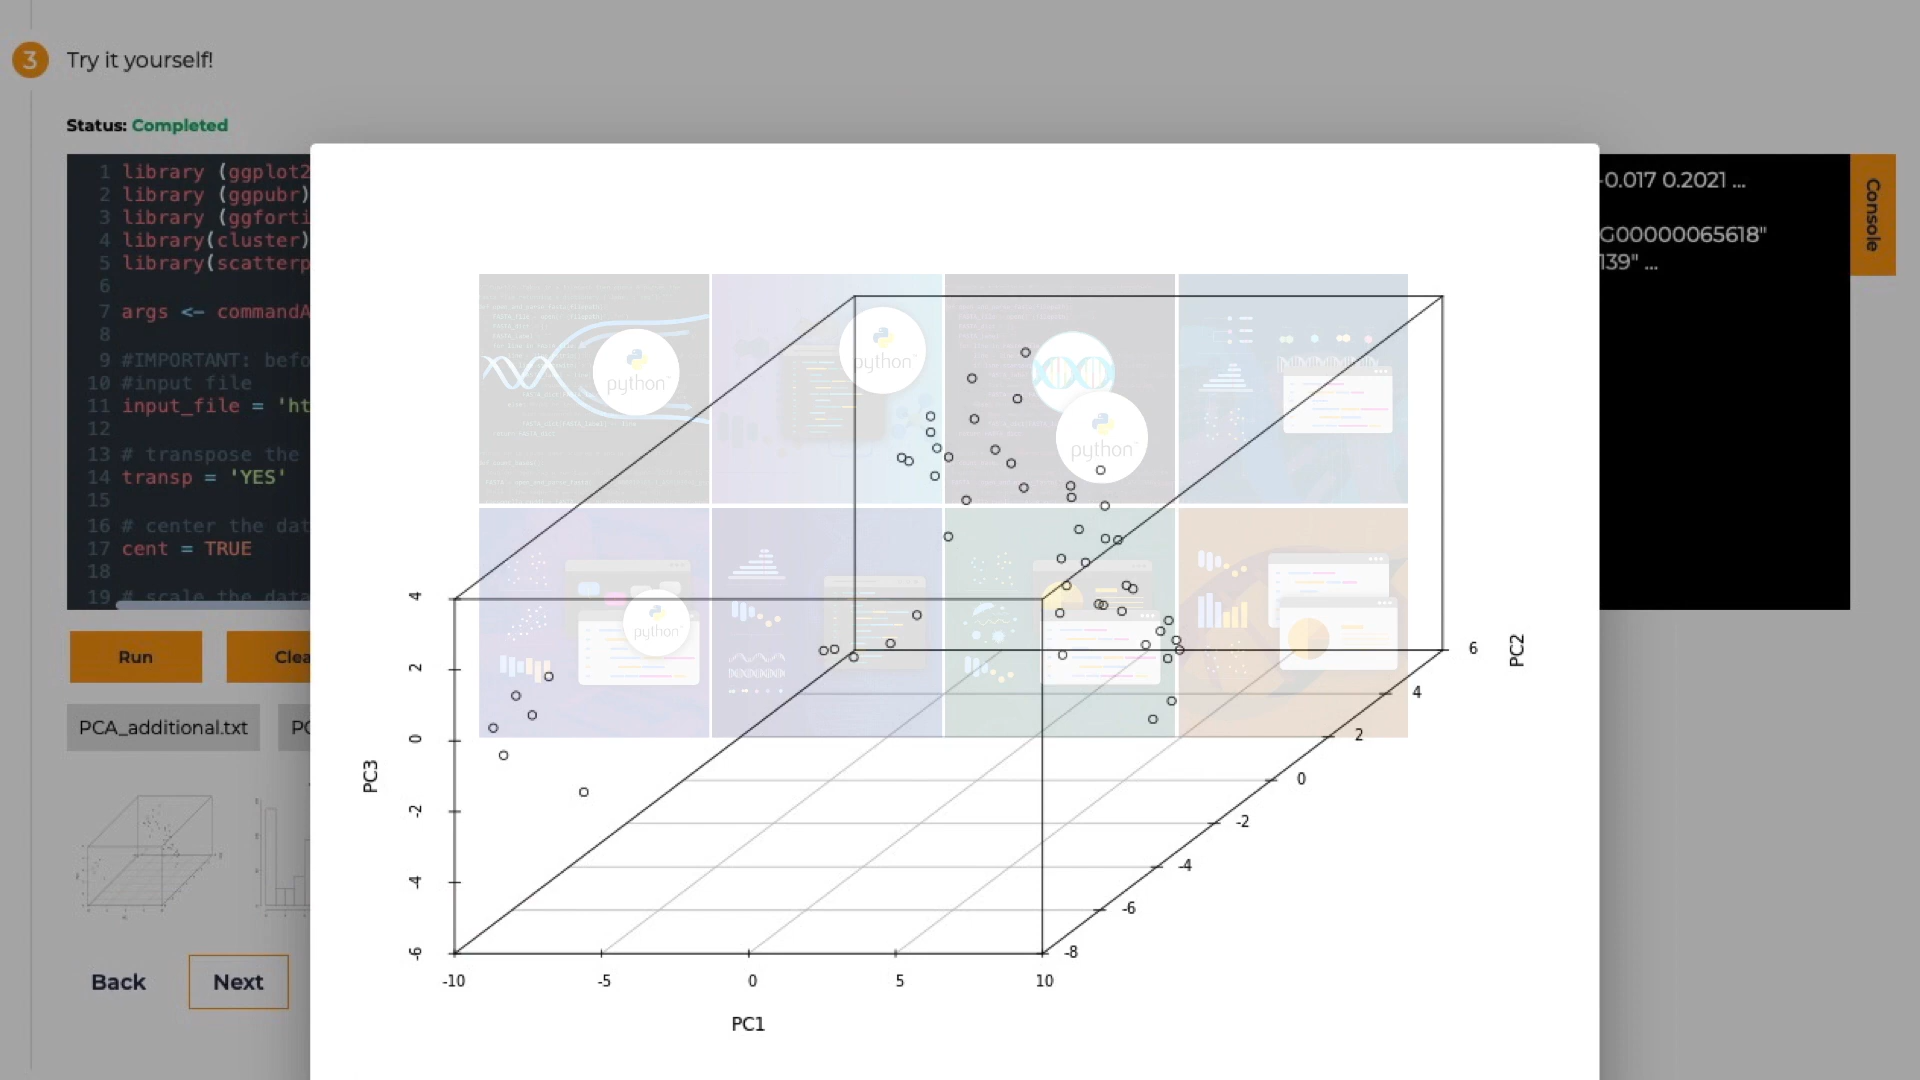 3 Try it yourself!
Status: Completed
1 library (ggplot2
2 library (ggpubr)
3 library (ggforti
4 library(cluster)
5 library(scatterp
6
7 args <- commandA
8
9 #IMPORTANT: befo
10 #input file
11 input_file = 'ht
12
13 # transpose the
14 transp = 'YES'
15
16 # center the dat
17 cent = TRUE
18
19 # scale the data
-0.017 0.2021 ...
G00000065618"
139" ...
Console
Run
Clea
PCA_additional.txt
PC
Back
Next
python
python
python
python
4
2
0
-2
-4
-6
PC3
-10
-5
0
5
10
PC1
6
4
2
0
-2
-4
-6
-8
PC2